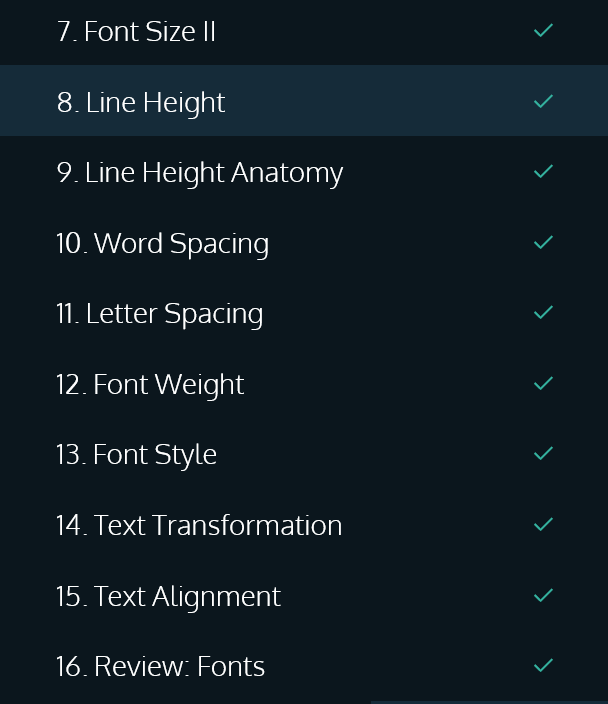 7. Font Size II
8. Line Height
9. Line Height Anatomy
10. Word Spacing
11. Letter Spacing
12. Font Weight
13. Font Style
14. Text Transformation
15. Text Alignment
16. Review: Fonts